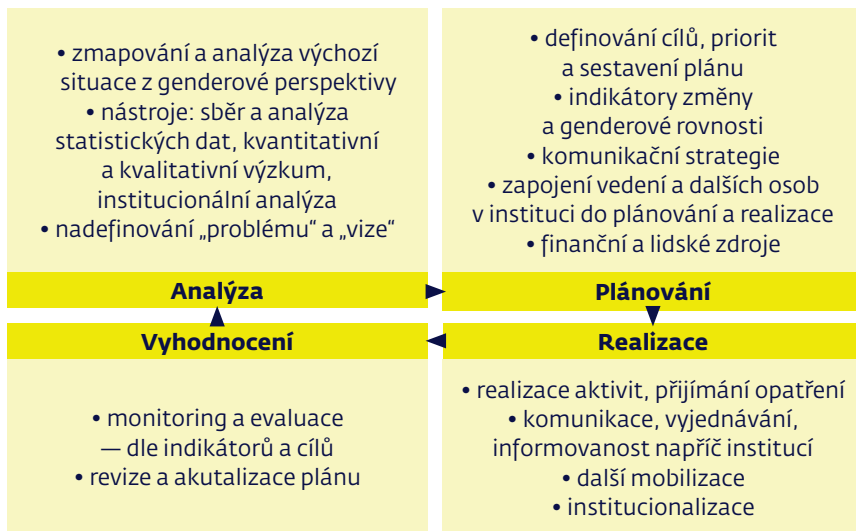 • zmapování a analýza výchozí
situace z genderové perspektivy
• nástroje: sběr a analýza
statistických dat, kvantitativní
a kvalitativní výzkum,
institucionální analýza
• nadefinování „problému“ a „vize“
Analýza
• definování cílů, priorit
a sestavení plánu
• indikátory změny
a genderové rovnosti
• komunikační strategie
• zapojení vedení a dalších osob
v instituci do plánování a realizace
• finanční a lidské zdroje
Plánování
Vyhodnocení
• monitoring a evaluace
— dle indikátorů a cílů
• revize a akutalizace plánu
Realizace
• realizace aktivit, přijímání opatření
• komunikace, vyjednávání,
informovanost napříč institucí
• další mobilizace
• institucionalizace